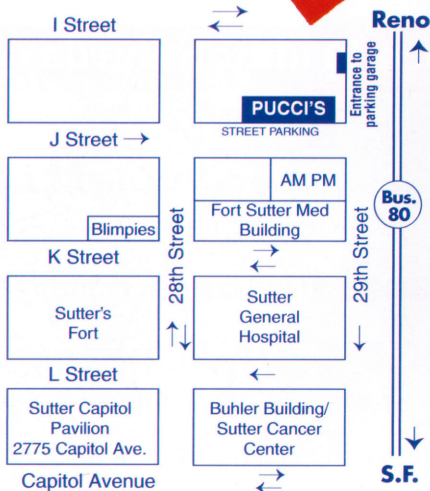 I Street
Reno
Entrance to
parking garage
PUCCI'S
STREET PARKING
J Street
AM PM
Bus.
80
Blimpies
Fort Sutter Med
Building
K Street
28th Street
29th Street
Sutter's
Fort
Sutter
General
Hospital
L Street
Sutter Capitol
Pavilion
2775 Capitol Ave.
Buhler Building/
Sutter Cancer
Center
Capitol Avenue
S.F.